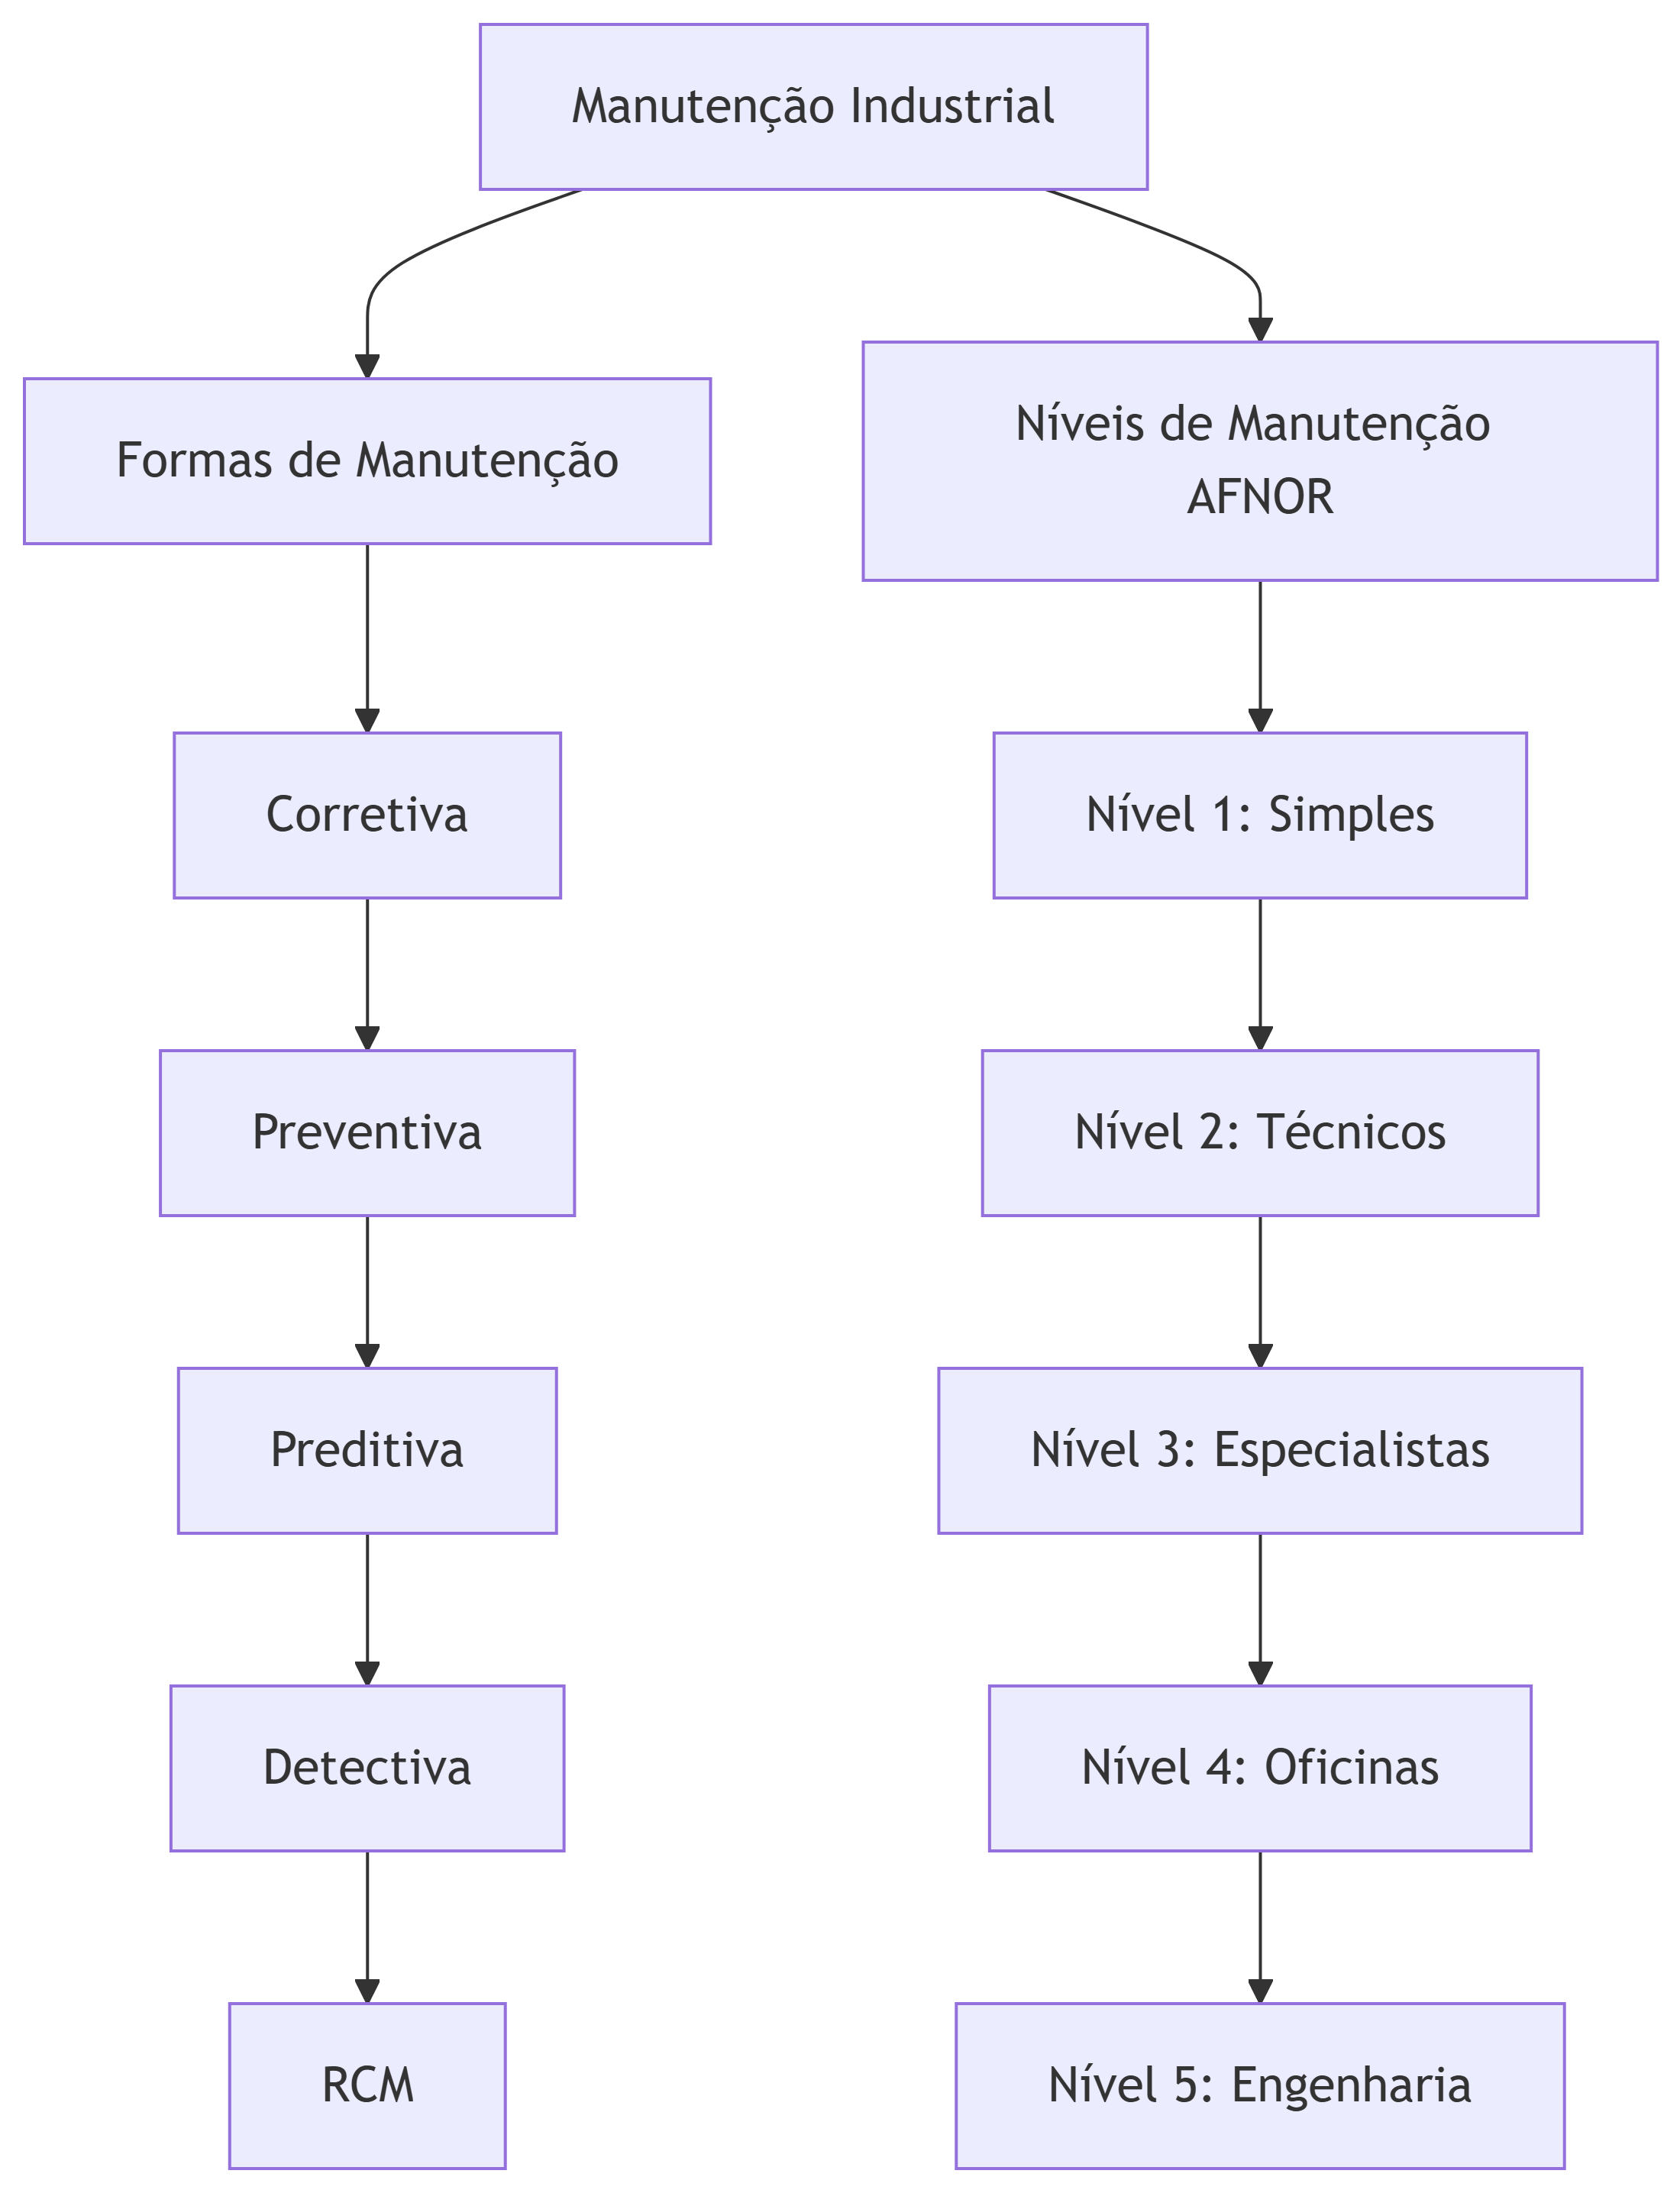 Manutenção Industrial
Formas de Manutenção
Níveis de Manutenção
AFNOR
Corretiva
Nível 1: Simples
Preventiva
Nível 2: Técnicos
Preditiva
Nível 3: Especialistas
Detectiva
Nível 4: Oficinas
RCM
Nível 5: Engenharia